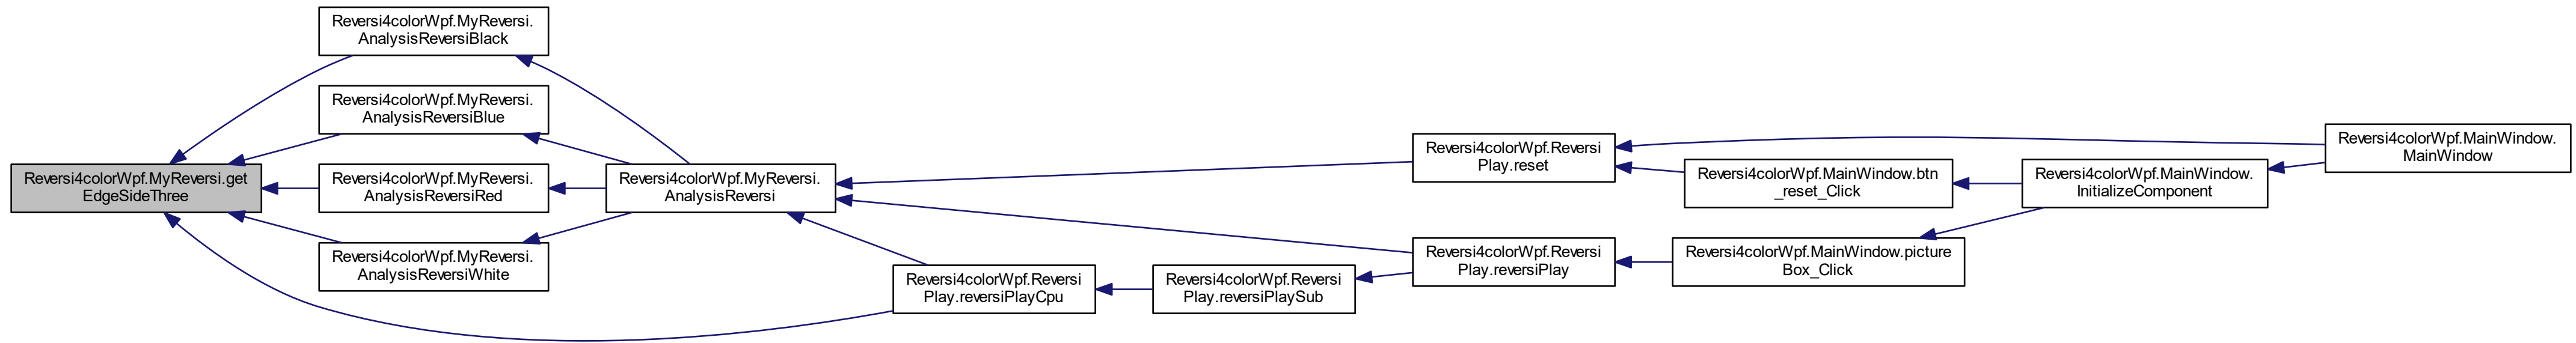 Reversi4colorWpf.MyReversi.get
EdgeSideThree
Reversi4colorWpf.MyReversi.
AnalysisReversiBlack
Reversi4colorWpf.MyReversi.
AnalysisReversiBlue
Reversi4colorWpf.MyReversi.
AnalysisReversiRed
Reversi4colorWpf.MyReversi.
AnalysisReversiWhite
Reversi4colorWpf.MyReversi.
AnalysisReversi
Reversi4colorWpf.Reversi
Play.reversiPlayCpu
Reversi4colorWpf.Reversi
Play.reversiPlaySub
Reversi4colorWpf.Reversi
Play.reset
Reversi4colorWpf.Reversi
Play.reversiPlay
Reversi4colorWpf.MainWindow.btn
_reset_Click
Reversi4colorWpf.MainWindow.picture
Box_Click
Reversi4colorWpf.MainWindow.
InitializeComponent
Reversi4colorWpf.MainWindow.
MainWindow